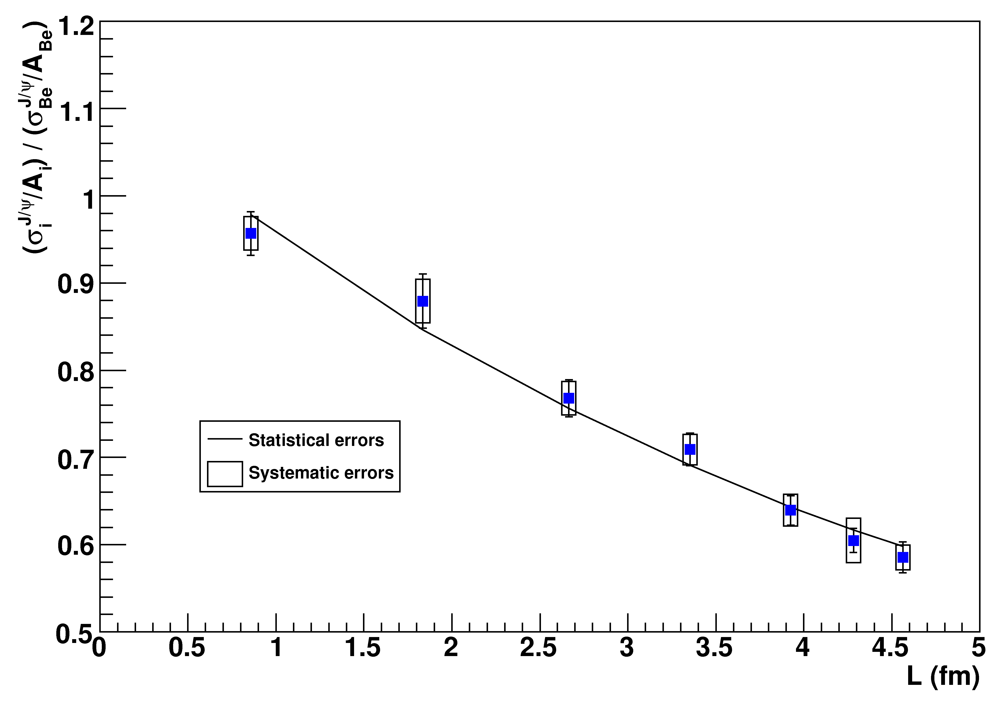 (σ_i^J/ψ/A_i) / (σ_Be^J/ψ/A_Be)
1.2
1.1
1
0.9
0.8
0.7
0.6
0.5
Statistical errors
Systematic errors
0 0.5 1 1.5 2 2.5 3 3.5 4 4.5 5
L (fm)